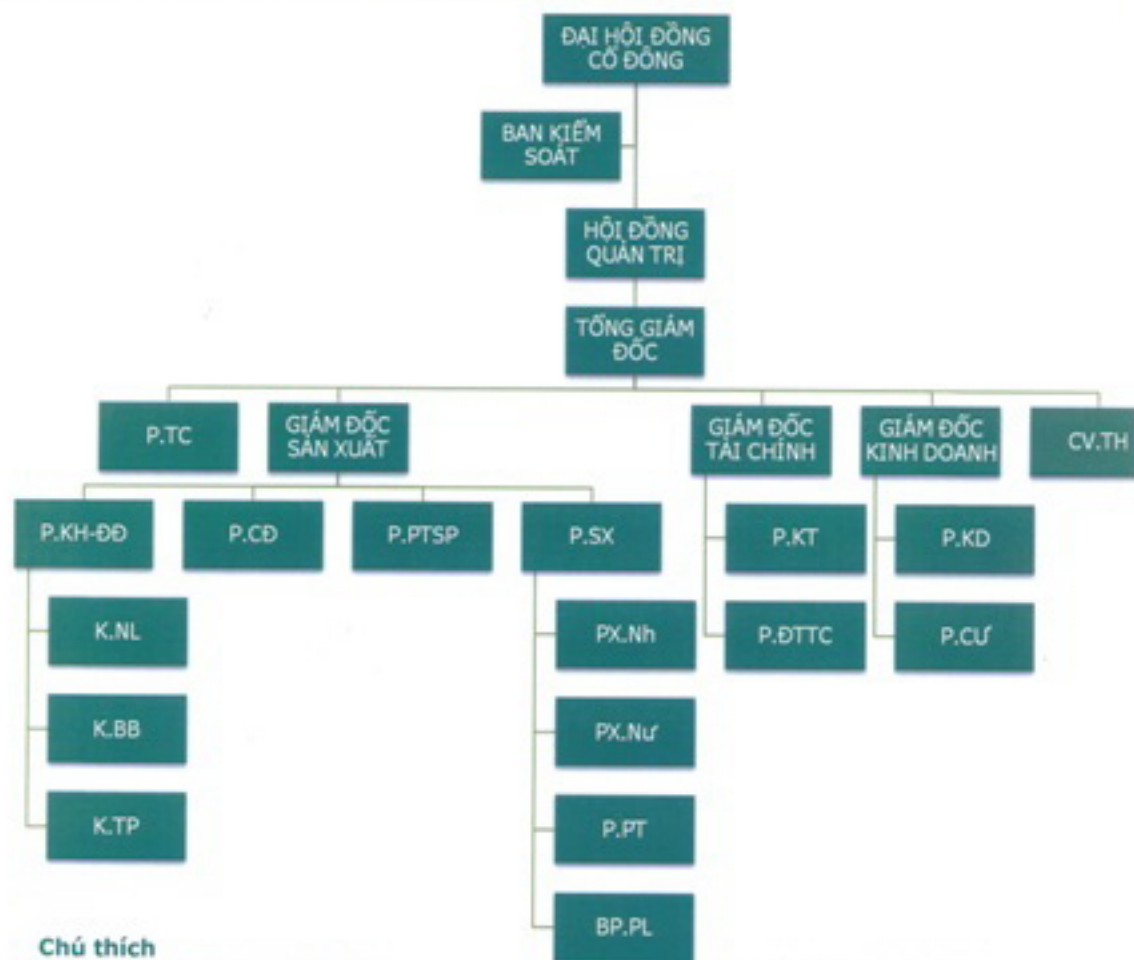 ĐẠI HỘI ĐỒNG
CỔ ĐÔNG
BAN KIỂM
SOÁT
HỘI ĐỒNG
QUẢN TRỊ
TỔNG GIÁM
ĐỐC
P.TC
GIÁM ĐỐC
SẢN XUẤT
GIÁM ĐỐC
TÀI CHÍNH
GIÁM ĐỐC
KINH DOANH
CV.TH
P.KH-ĐĐ
P.CĐ
P.PTSP
P.SX
P.KT
P.KD
K.NL
PX.Nh
P.ĐTTC
P.CƯ
K.BB
PX.Nư
K.TP
P.PT
BP.PL
Chú thích